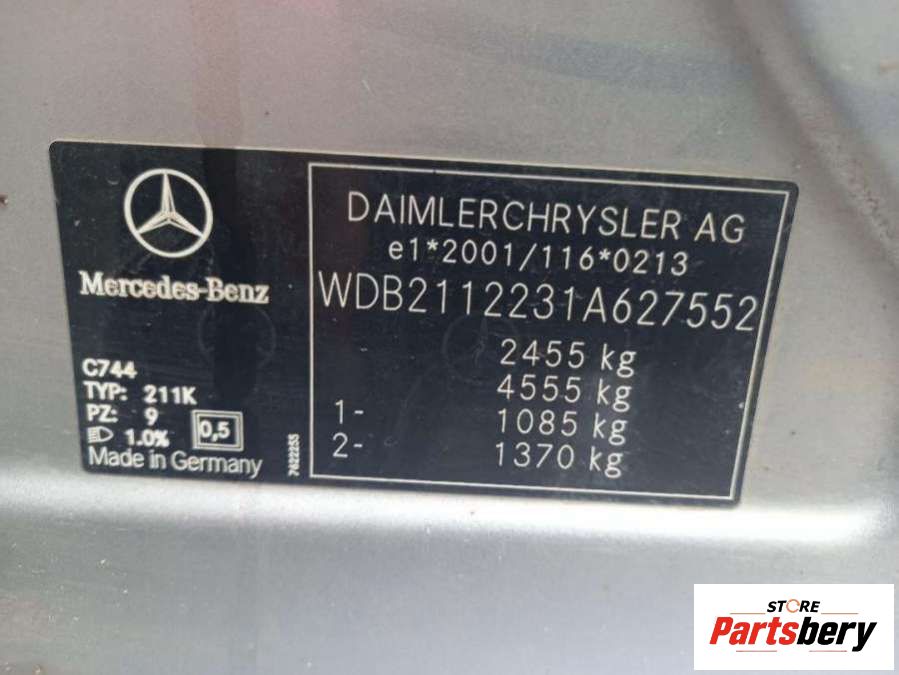 Mercedes-Benz
C744
TYP: 211K
PZ: 9
1.0%
0,5
Made in Germany
7622255
DAIMLERCHRYSLER AG
e1*2001/116*0213
WDB2112231A627552
2455 kg
4555 kg
1- 1085 kg
2- 1370 kg
STORE
Partsbery